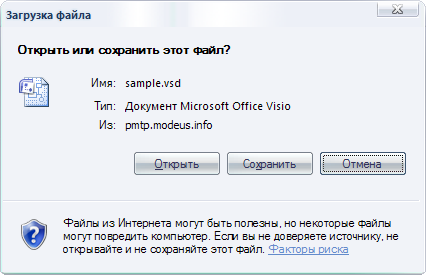 Загрузка файла
Открыть или сохранить этот файл?
Имя: sample.vsd
Тип: Документ Microsoft Office Visio
Из: pmtp.modeus.info
Открыть Сохранить Отмена
Файлы из Интернета могут быть полезны, но некоторые файлы
могут повредить компьютер. Если вы не доверяете источнику, не
открывайте и не сохраняйте этот файл. Факторы риска